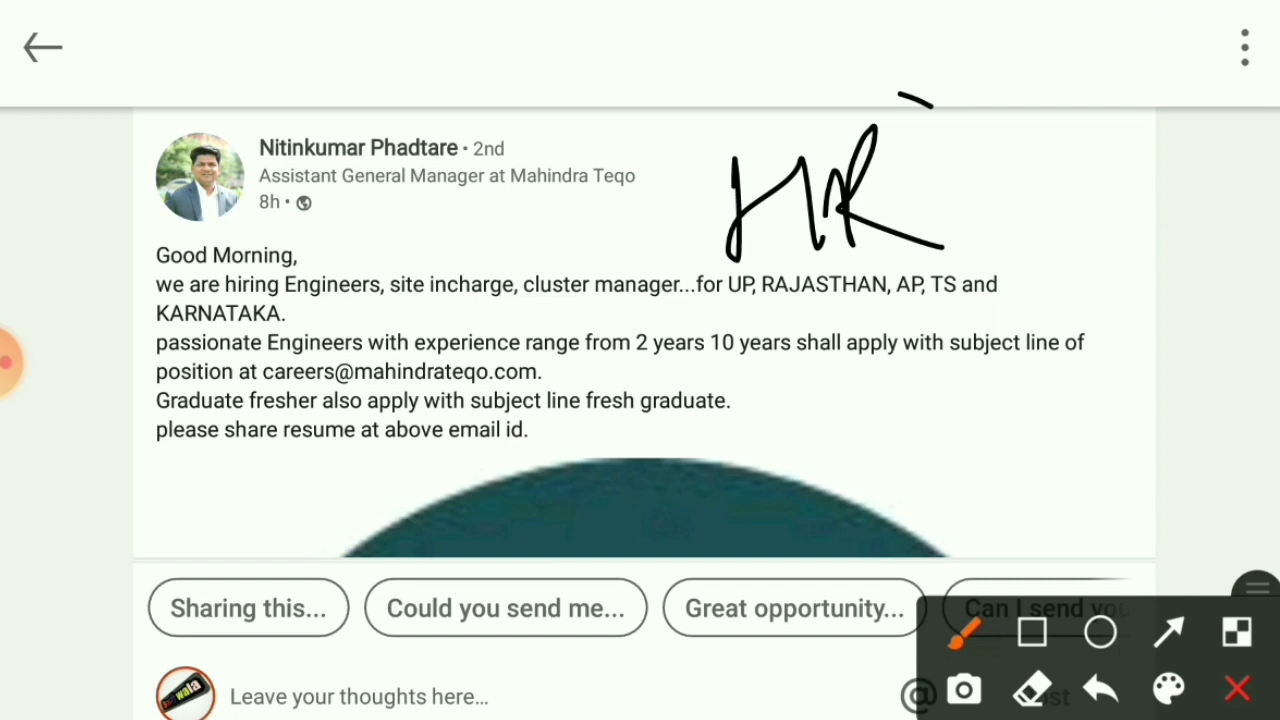 Nitinkumar Phadtare • 2nd
Assistant General Manager at Mahindra Teqo
8h •
HR
Good Morning,
we are hiring Engineers, site incharge, cluster manager...for UP, RAJASTHAN, AP, TS and
KARNATAKA.
passionate Engineers with experience range from 2 years 10 years shall apply with subject line of
position at careers@mahindrateqo.com.
Graduate fresher also apply with subject line fresh graduate.
please share resume at above email id.
Sharing this...
Could you send me...
Great opportunity...
Can I send you
wala
Leave your thoughts here...
@